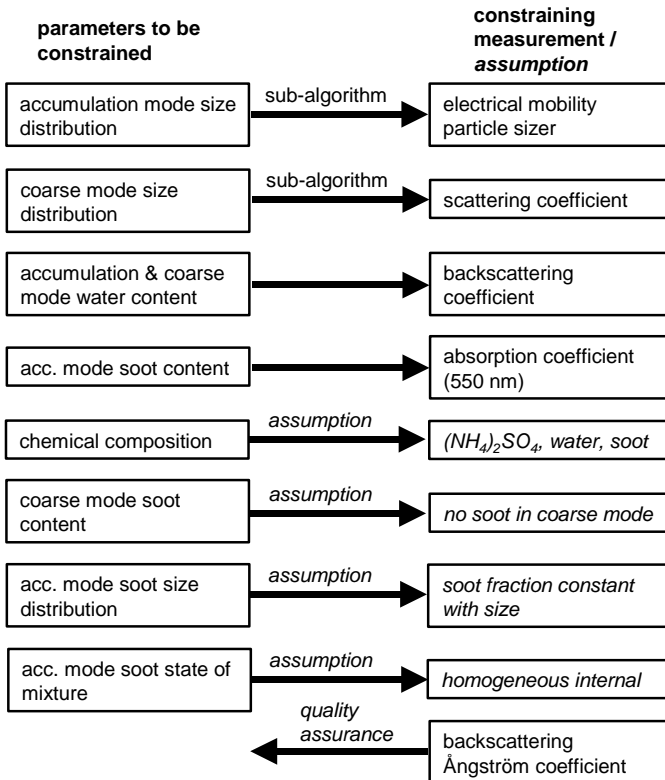 parameters to be
constrained
constraining
measurement /
assumption
accumulation mode size
distribution
sub-algorithm
electrical mobility
particle sizer
coarse mode size
distribution
sub-algorithm
scattering coefficient
accumulation & coarse
mode water content
backscattering
coefficient
acc. mode soot content
absorption coefficient
(550 nm)
chemical composition
assumption
(NH4)2SO4, water, soot
coarse mode soot
content
assumption
no soot in coarse mode
acc. mode soot size
distribution
assumption
soot fraction constant
with size
acc. mode soot state of
mixture
assumption
homogeneous internal
quality
assurance
backscattering
Ångström coefficient